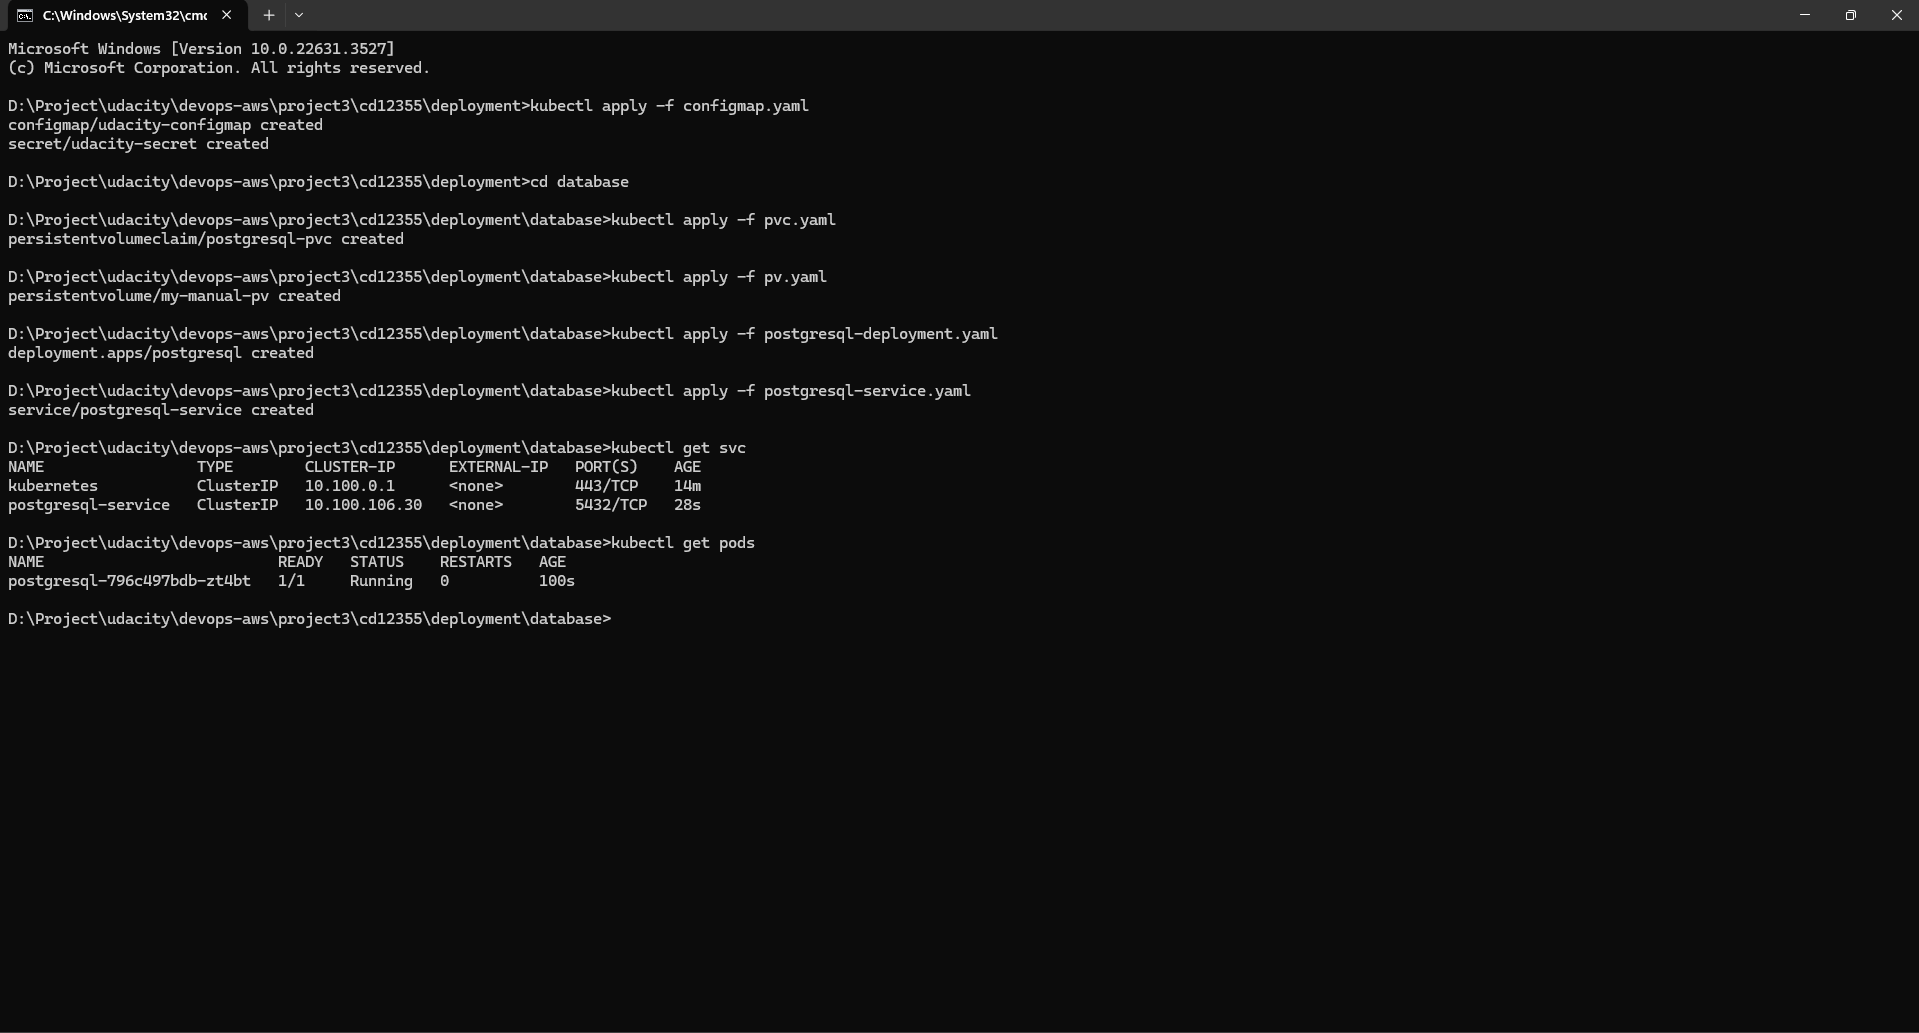 C:\Windows\System32\cmd
Microsoft Windows [Version 10.0.22631.3527]
(c) Microsoft Corporation. All rights reserved.
D:\Project\udacity\devops-aws\project3\cd12355\deployment>kubectl apply -f configmap.yaml
configmap/udacity-configmap created
secret/udacity-secret created
D:\Project\udacity\devops-aws\project3\cd12355\deployment>cd database
D:\Project\udacity\devops-aws\project3\cd12355\deployment\database>kubectl apply -f pvc.yaml
persistentvolumeclaim/postgresql-pvc created
D:\Project\udacity\devops-aws\project3\cd12355\deployment\database>kubectl apply -f pv.yaml
persistentvolume/my-manual-pv created
D:\Project\udacity\devops-aws\project3\cd12355\deployment\database>kubectl apply -f postgresql-deployment.yaml
deployment.apps/postgresql created
D:\Project\udacity\devops-aws\project3\cd12355\deployment\database>kubectl apply -f postgresql-service.yaml
service/postgresql-service created
D:\Project\udacity\devops-aws\project3\cd12355\deployment\database>kubectl get svc
NAME TYPE CLUSTER-IP EXTERNAL-IP PORT(S) AGE
kubernetes ClusterIP 10.100.0.1 <none> 443/TCP 14m
postgresql-service ClusterIP 10.100.106.30 <none> 5432/TCP 28s
D:\Project\udacity\devops-aws\project3\cd12355\deployment\database>kubectl get pods
NAME READY STATUS RESTARTS AGE
postgresql-796c497bdb-zt4bt 1/1 Running 0 100s
D:\Project\udacity\devops-aws\project3\cd12355\deployment\database>